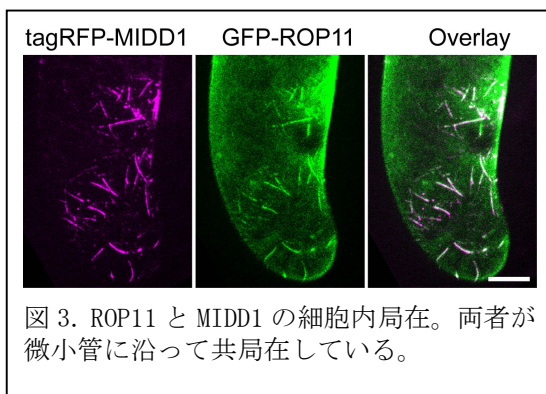 tagRFP-MIDD1 GFP-ROP11 Overlay
図 3. ROP11 と MIDD1 の細胞内局在。両者が
微小管に沿って共局在している。